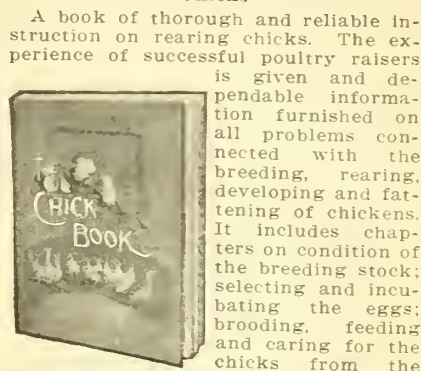 A book of thorough and reliable in-
struction on rearing chicks. The ex-
perience of successful poultry raisers
is given and de-
pendable informa-
tion furnished on
all problems con-
nected with the
breeding, rearing,
developing and fat-
tening of chickens.
It includes chap-
ters on condition of
the breeding stock;
selecting and incu-
bating the eggs;
brooding, feeding
and caring for the
chicks from the
CHICK
BOOK